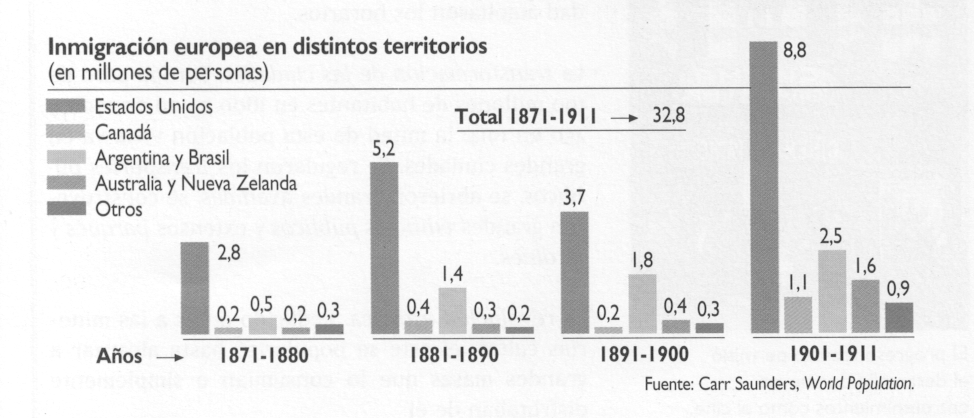 Inmigración europea en distintos territorios
(en millones de personas)
Estados Unidos
Canadá
Argentina y Brasil
Australia y Nueva Zelanda
Otros
Total 1871-1911 → 32,8
2,8 0,2 0,5 0,2 0,3
5,2 0,4 1,4 0,3 0,2
3,7 0,2 1,8 0,4 0,3
8,8 1,1 2,5 1,6 0,9
Años → 1871-1880 1881-1890 1891-1900 1901-1911
Fuente: Carr Saunders, World Population.